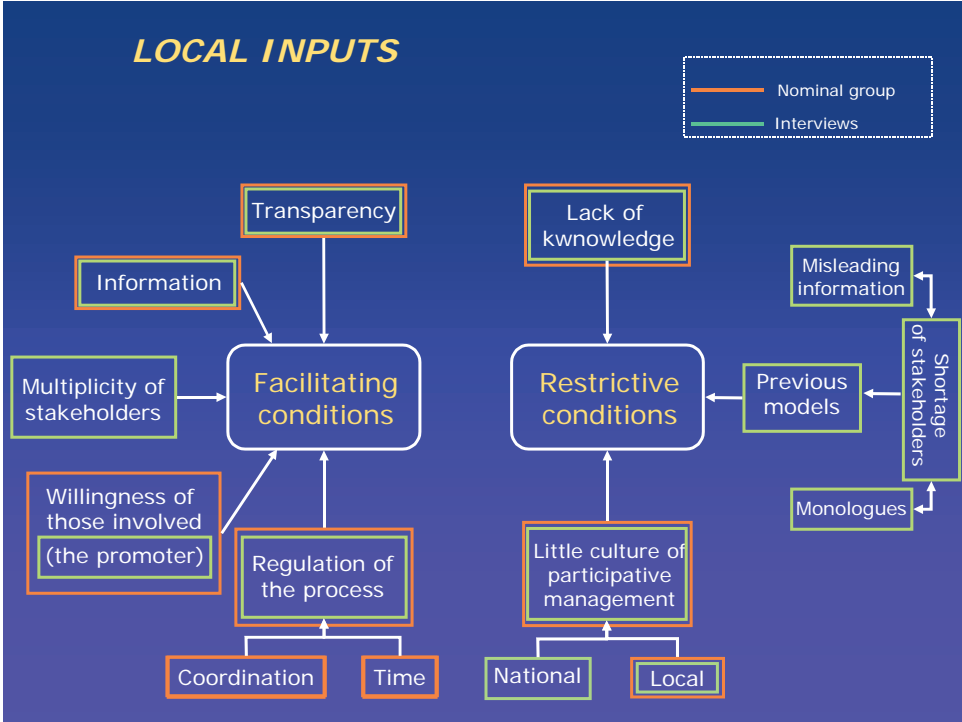 LOCAL INPUTS
Nominal group
Interviews
Transparency
Information
Multiplicity of
stakeholders
Willingness of
those involved
(the promoter)
Facilitating
conditions
Regulation of
the process
Coordination
Time
Lack of
kwnowledge
Restrictive
conditions
Previous
models
Misleading
information
Shortage
of stakeholders
Monologues
Little culture of
participative
management
National
Local